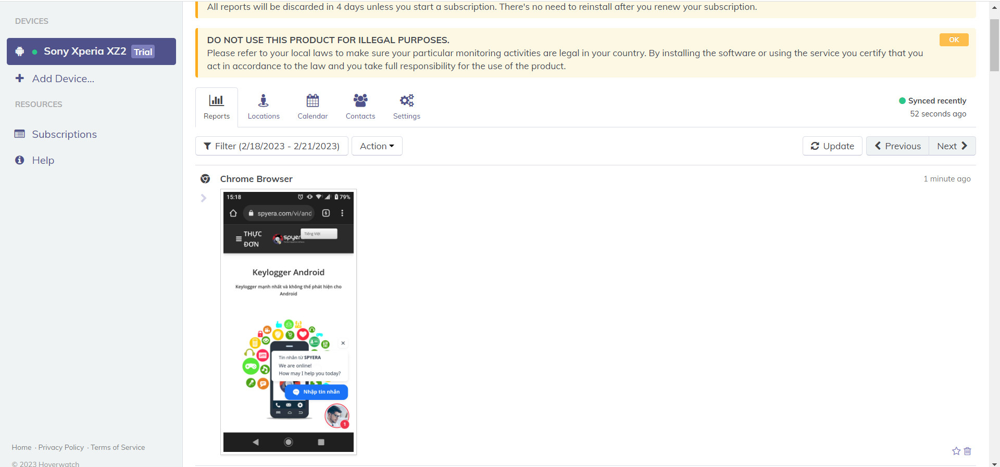 All reports will be discarded in 4 days unless you start a subscription. There's no need to reinstall after you renew your subscription.
DEVICES
Sony Xperia XZ2 Trial
Add Device...
RESOURCES
Subscriptions
Help
DO NOT USE THIS PRODUCT FOR ILLEGAL PURPOSES.
OK
Please refer to your local laws to make sure your particular monitoring activities are legal in your country. By installing the software or using the service you certify that you
act in accordance to the law and you take full responsibility for the use of the product.
Reports
Locations
Calendar
Contacts
Settings
Synced recently
52 seconds ago
Filter (2/18/2023 - 2/21/2023)
Action
Update
Previous
Next
Chrome Browser
1 minute ago
15:18
79%
spyera.com/vi/and
6
THỰC
ĐƠN
spyer
Tiếng Việt
Keylogger Android
Keylogger mạnh nhất và không thể phát hiện cho
Android
Tin nhắn từ SPYERA
We are online!
How may I help you today?
Nhập tin nhắn
1
Home · Privacy Policy · Terms of Service
© 2023 Hoverwatch